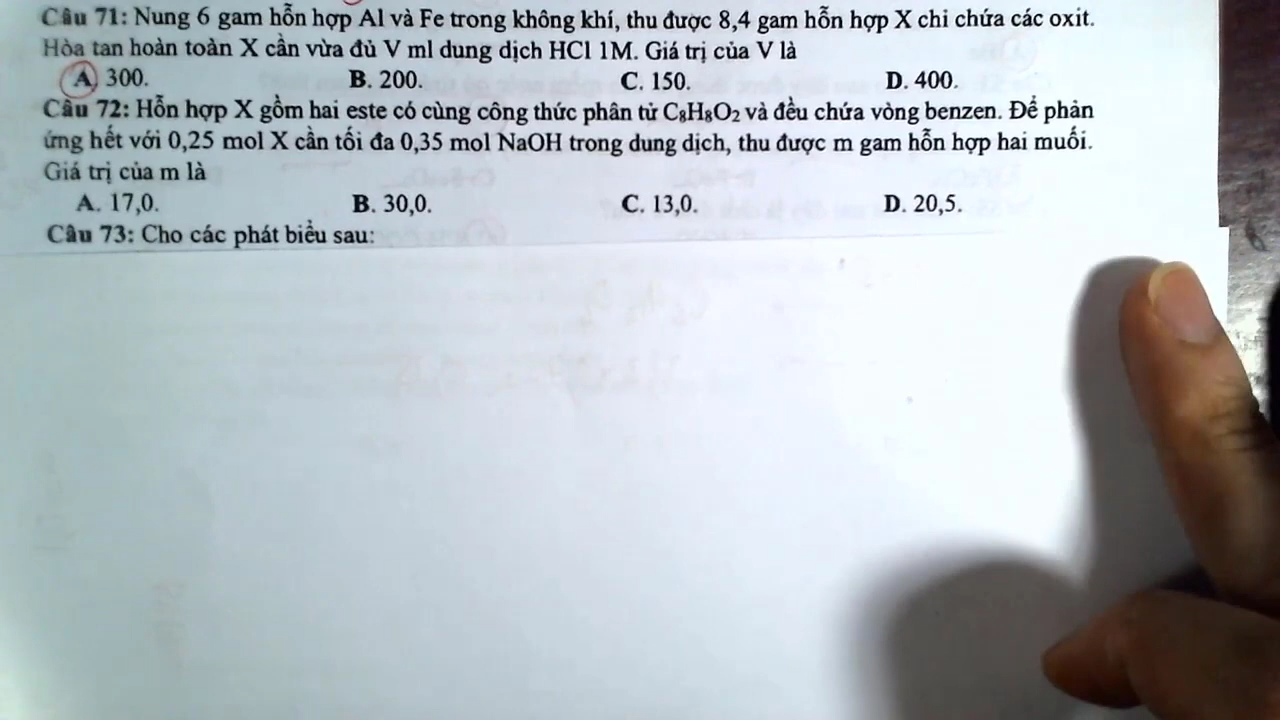 Câu 71: Nung 6 gam hỗn hợp Al và Fe trong không khí, thu được 8,4 gam hỗn hợp X chỉ chứa các oxit.
Hòa tan hoàn toàn X cần vừa đủ V ml dung dịch HCl 1M. Giá trị của V là
A. 300. B. 200. C. 150. D. 400.
Câu 72: Hỗn hợp X gồm hai este có cùng công thức phân tử C₈H₈O₂ và đều chứa vòng benzen. Để phản
ứng hết với 0,25 mol X cần tối đa 0,35 mol NaOH trong dung dịch, thu được m gam hỗn hợp hai muối.
Giá trị của m là
A. 17,0. B. 30,0. C. 13,0. D. 20,5.
Câu 73: Cho các phát biểu sau: